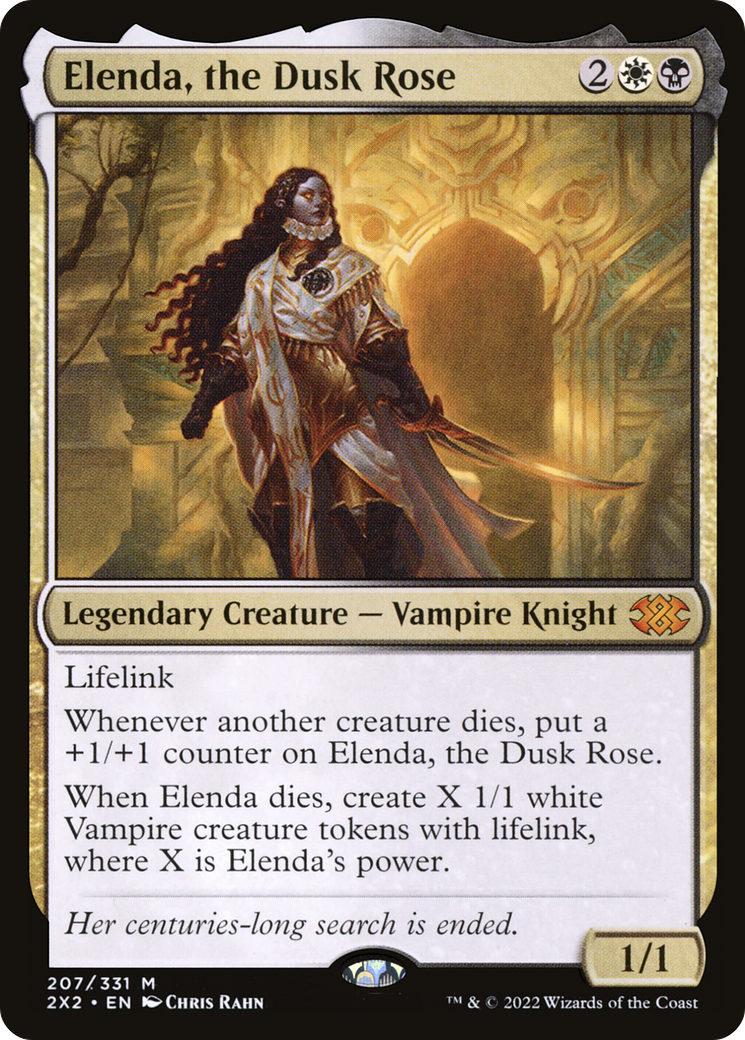 Elenda, the Dusk Rose 2
Legendary Creature — Vampire Knight
Lifelink
Whenever another creature dies, put a
+1/+1 counter on Elenda, the Dusk Rose.
When Elenda dies, create X 1/1 white
Vampire creature tokens with lifelink,
where X is Elenda's power.
Her centuries-long search is ended.
1/1
207/331 M
2X2 • EN Chris Rahn
™ & © 2022 Wizards of the Coast